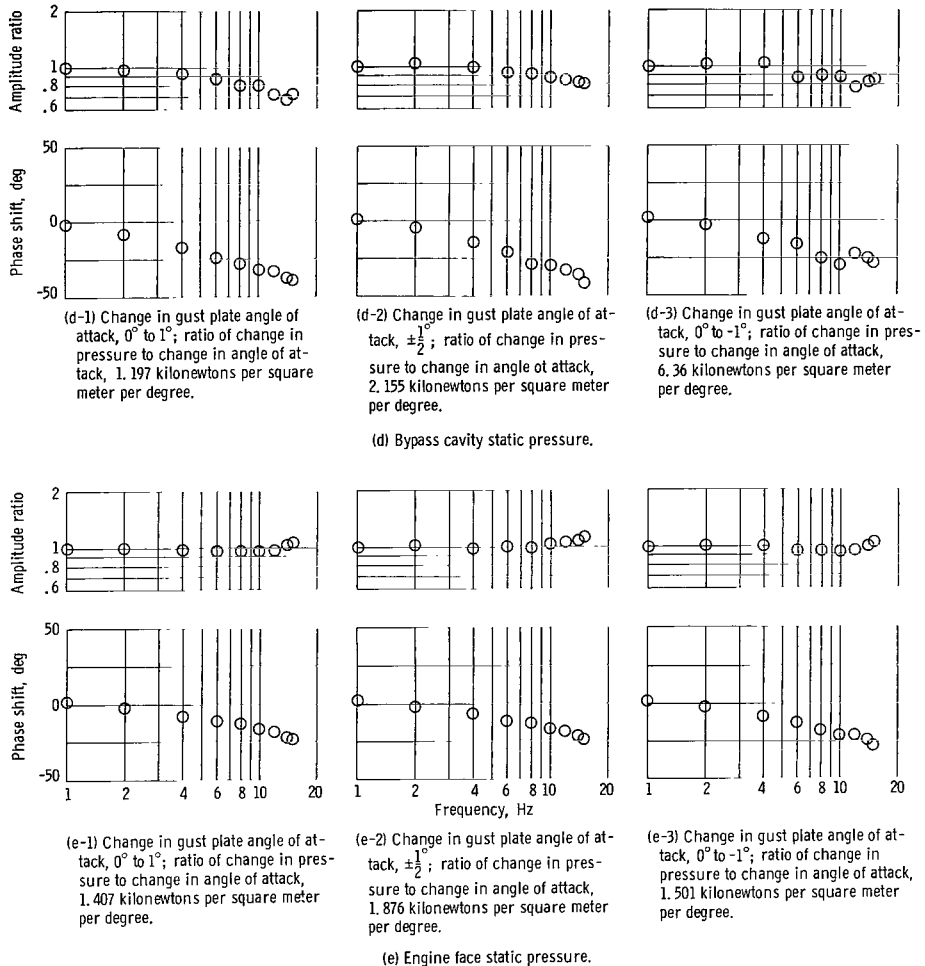 Amplitude ratio
2
1
.8
.6
Phase shift, deg
50
0
-50
(d-1) Change in gust plate angle of
attack, 0° to 1°; ratio of change in
pressure to change in angle of at-
tack, 1.197 kilonewtons per square
meter per degree.
(d-2) Change in gust plate angle of at-
tack, ±1/2°; ratio of change in pres-
sure to change in angle ot attack,
2.155 kilonewtons per square meter
per degree.
(d-3) Change in gust plate angle of at-
tack, 0° to -1°; ratio of change in pres-
sure to change in angle of attack,
6.36 kilonewtons per square meter
per degree.
(d) Bypass cavity static pressure.
Amplitude ratio
2
1
.8
.6
Phase shift, deg
50
0
-50
1 2 4 6 8 10 20
1 2 4 6 8 10 20
1 2 4 6 8 10 20
Frequency, Hz
(e-1) Change in gust plate angle of at-
tack, 0° to 1°; ratio of change in pres-
sure to change in angle of attack,
1.407 kilonewtons per square meter
per degree.
(e-2) Change in gust plate angle of at-
tack, ±1/2°; ratio of change in pres-
sure to change in angle of attack,
1.876 kilonewtons per square meter
per degree.
(e-3) Change in gust plate angle of at-
tack, 0° to -1°; ratio of change in
pressure to change in angle of attack,
1.501 kilonewtons per square meter
per degree.
(e) Engine face static pressure.